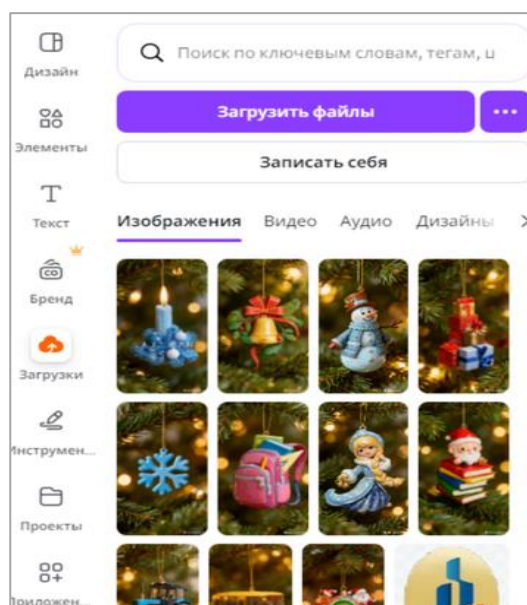 Дизайн
Элементы
Текст
Бренд
Загрузки
Инструмен...
Проекты
Приложен...
Поиск по ключевым словам, тегам, ц
Загрузить файлы
Записать себя
Изображения Видео Аудио Дизайны